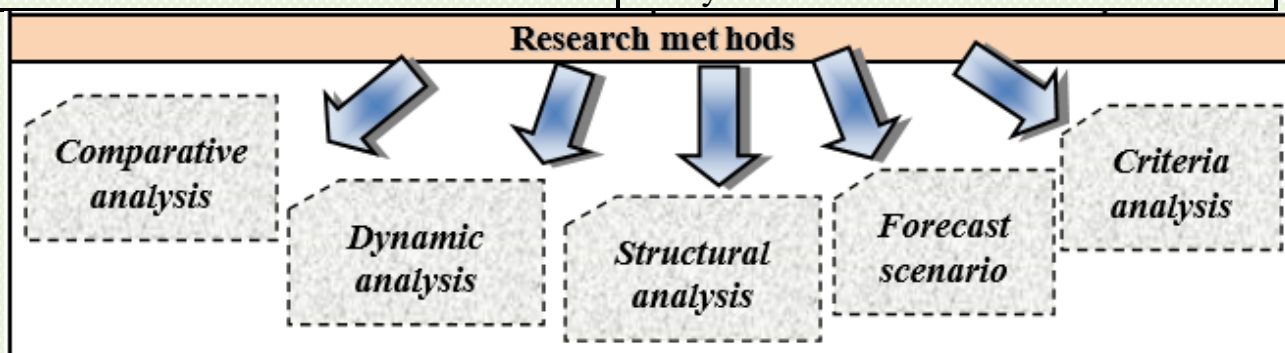 Research met hods
Comparative
analysis
Dynamic
analysis
Structural
analysis
Forecast
scenario
Criteria
analysis